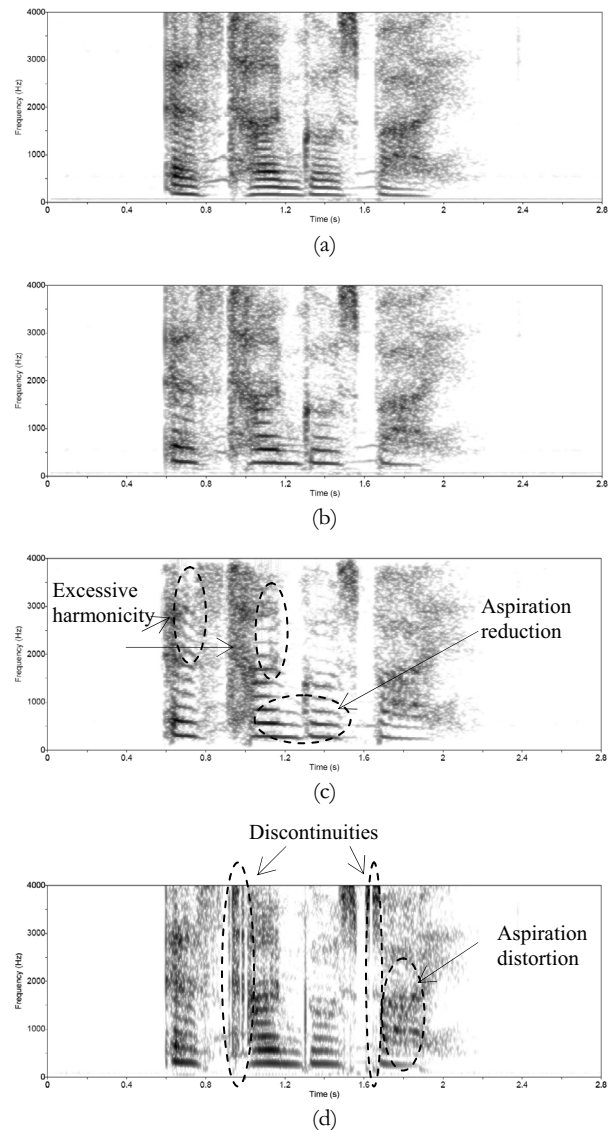 4000
3000
2000
1000
0
Frequency (Hz)
0 0.4 0.8 1.2 1.6 2 2.4 2.8
Time (s)
(a)
4000
3000
2000
1000
0
Frequency (Hz)
0 0.4 0.8 1.2 1.6 2 2.4 2.8
Time (s)
(b)
4000
3000
2000
1000
0
Frequency (Hz)
Excessive
harmonicity
Aspiration
reduction
0 0.4 0.8 1.2 1.6 2 2.4 2.8
Time (s)
(c)
Discontinuities
4000
3000
2000
1000
0
Frequency (Hz)
Aspiration
distortion
0 0.4 0.8 1.2 1.6 2 2.4 2.8
Time (s)
(d)